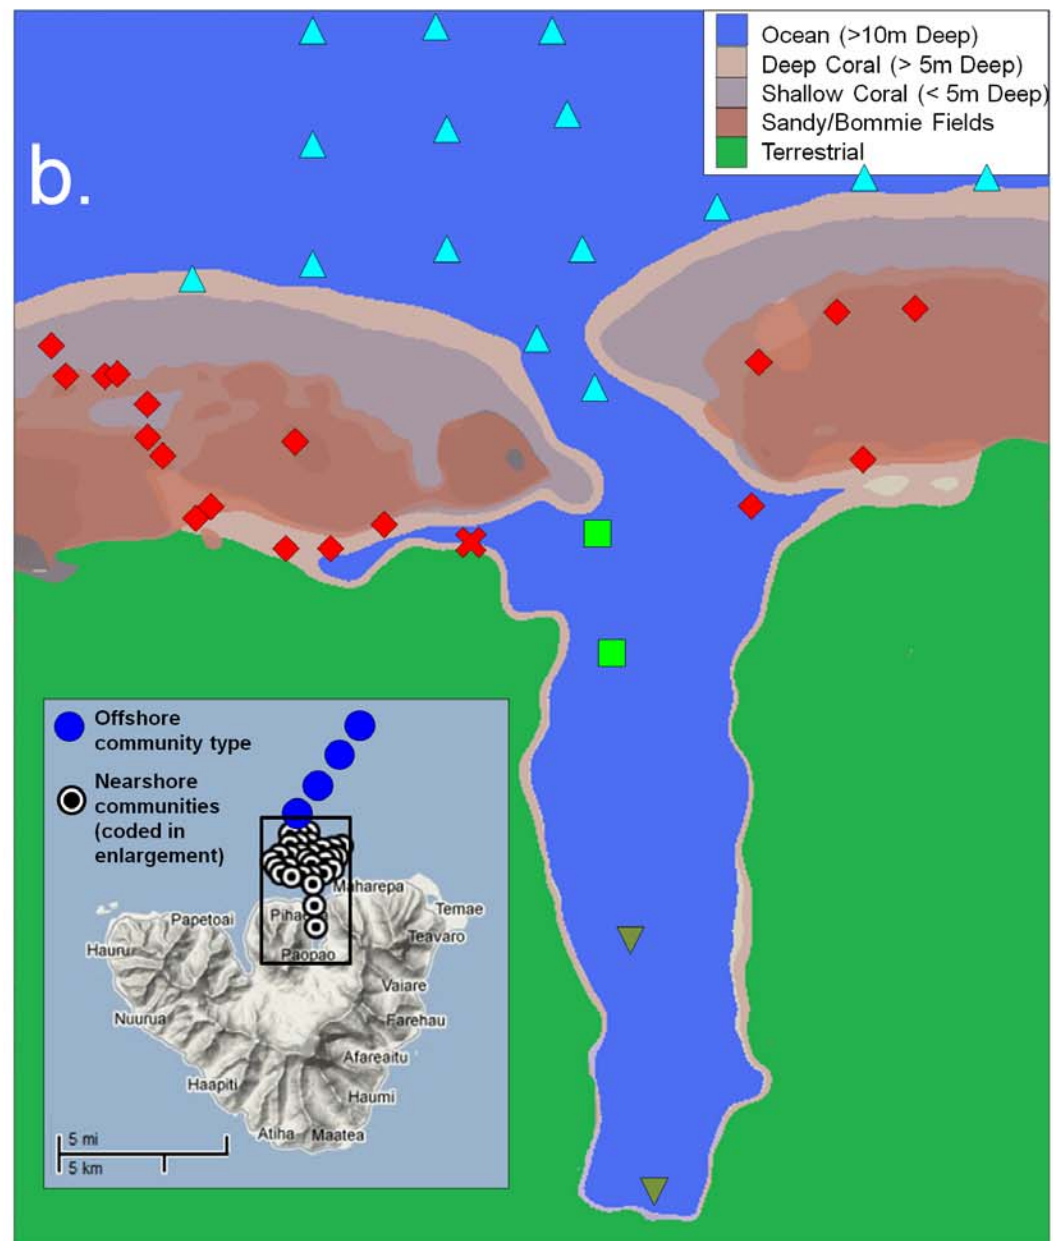 Ocean (>10m Deep)
Deep Coral (> 5m Deep)
Shallow Coral (< 5m Deep)
Sandy/Bommie Fields
Terrestrial
b.
Offshore
community type
Nearshore
communities
(coded in
enlargement)
Maharepa
Temae
Papetoai
Teavaro
Hauru
Paopao
Vaiare
Nuurua
Farehau
Afareaitu
Haapiti
Haumi
Atiha
Maatea
5 mi
5 km